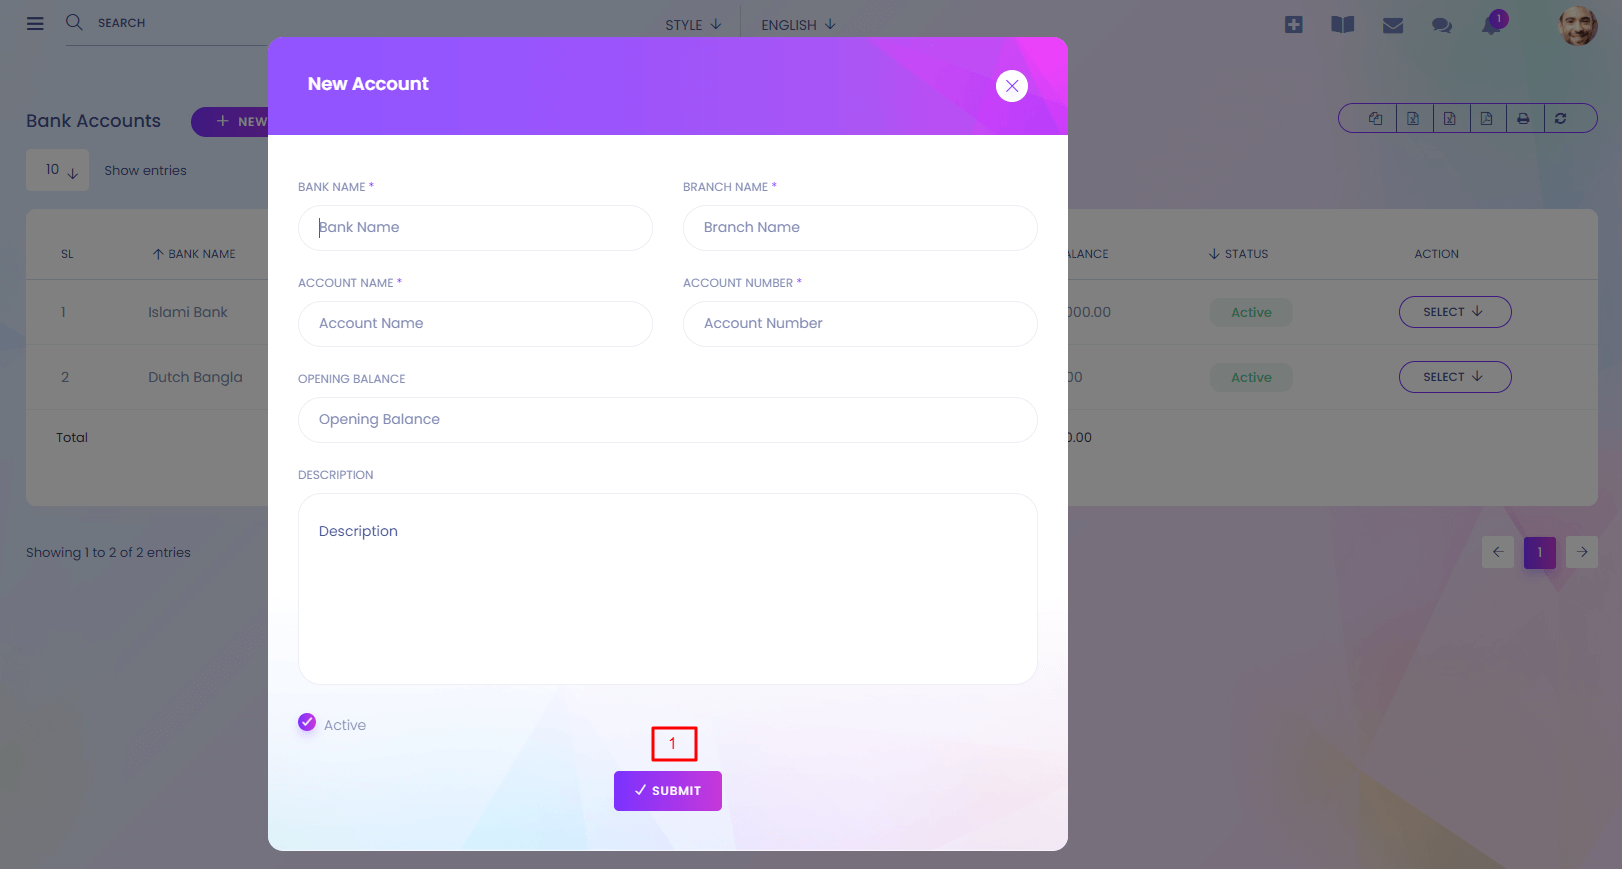 SEARCH
STYLE
ENGLISH
1
New Account
Bank Accounts
NEW
10
Show entries
BANK NAME *
BRANCH NAME *
Bank Name
Branch Name
SL
BANK NAME
STATUS
ACTION
ACCOUNT NAME *
ACCOUNT NUMBER *
1
Islami Bank
Account Name
Account Number
000.00
Active
SELECT
2
Dutch Bangla
OPENING BALANCE
00
Active
SELECT
Opening Balance
Total
0.00
DESCRIPTION
Description
Showing 1 to 2 of 2 entries
1
Active
1
SUBMIT